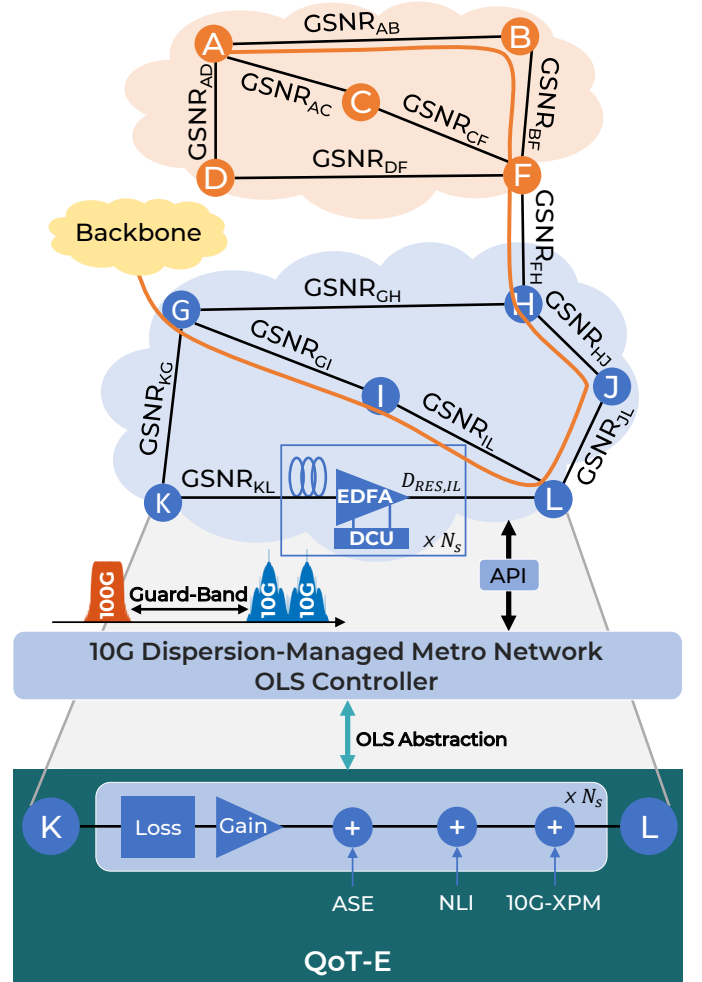 GSNR_AB
A
B
GSNR_AD
GSNR_AC
C
GSNR_CF
GSNR_BF
D
GSNR_DF
F
Backbone
GSNR_FH
GSNR_GH
G
H
GSNR_GI
GSNR_HJ
GSNR_KG
I
J
GSNR_IL
GSNR_JL
GSNR_KL
EDFA
D_RES,IL
K
L
DCU
× N_s
API
100G
Guard-Band
10G
10G
10G Dispersion-Managed Metro Network
OLS Controller
OLS Abstraction
× N_s
K
Loss
Gain
+
+
+
L
ASE
NLI
10G-XPM
QoT-E